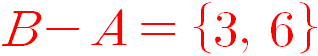 B − A = {3, 6}